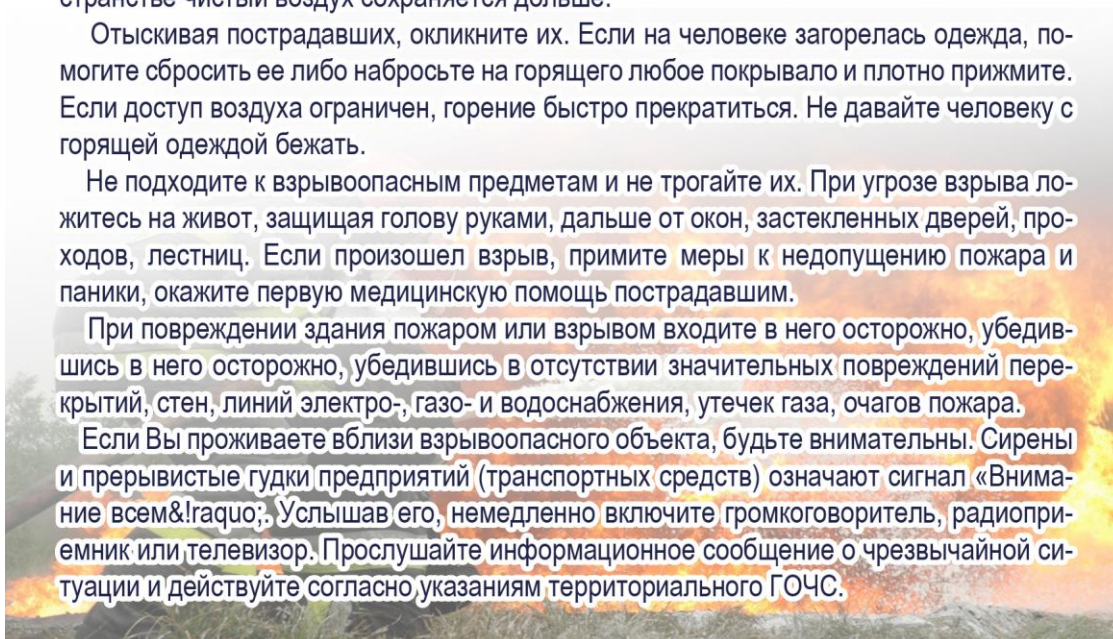 странстве чистый воздух сохраняется дольше.
Отыскивая пострадавших, окликните их. Если на человеке загорелась одежда, по-
могите сбросить ее либо набросьте на горящего любое покрывало и плотно прижмите.
Если доступ воздуха ограничен, горение быстро прекратиться. Не давайте человеку с
горящей одеждой бежать.
Не подходите к взрывоопасным предметам и не трогайте их. При угрозе взрыва ло-
житесь на живот, защищая голову руками, дальше от окон, застекленных дверей, про-
ходов, лестниц. Если произошел взрыв, примите меры к недопущению пожара и
паники, окажите первую медицинскую помощь пострадавшим.
При повреждении здания пожаром или взрывом входите в него осторожно, убедив-
шись в него осторожно, убедившись в отсутствии значительных повреждений пере-
крытий, стен, линий электро-, газо- и водоснабжения, утечек газа, очагов пожара.
Если Вы проживаете вблизи взрывоопасного объекта, будьте внимательны. Сирены
и прерывистые гудки предприятий (транспортных средств) означают сигнал «Внима-
ние всем&!raquo;. Услышав его, немедленно включите громкоговоритель, радиопри-
емник или телевизор. Прослушайте информационное сообщение о чрезвычайной си-
туации и действуйте согласно указаниям территориального ГОЧС.